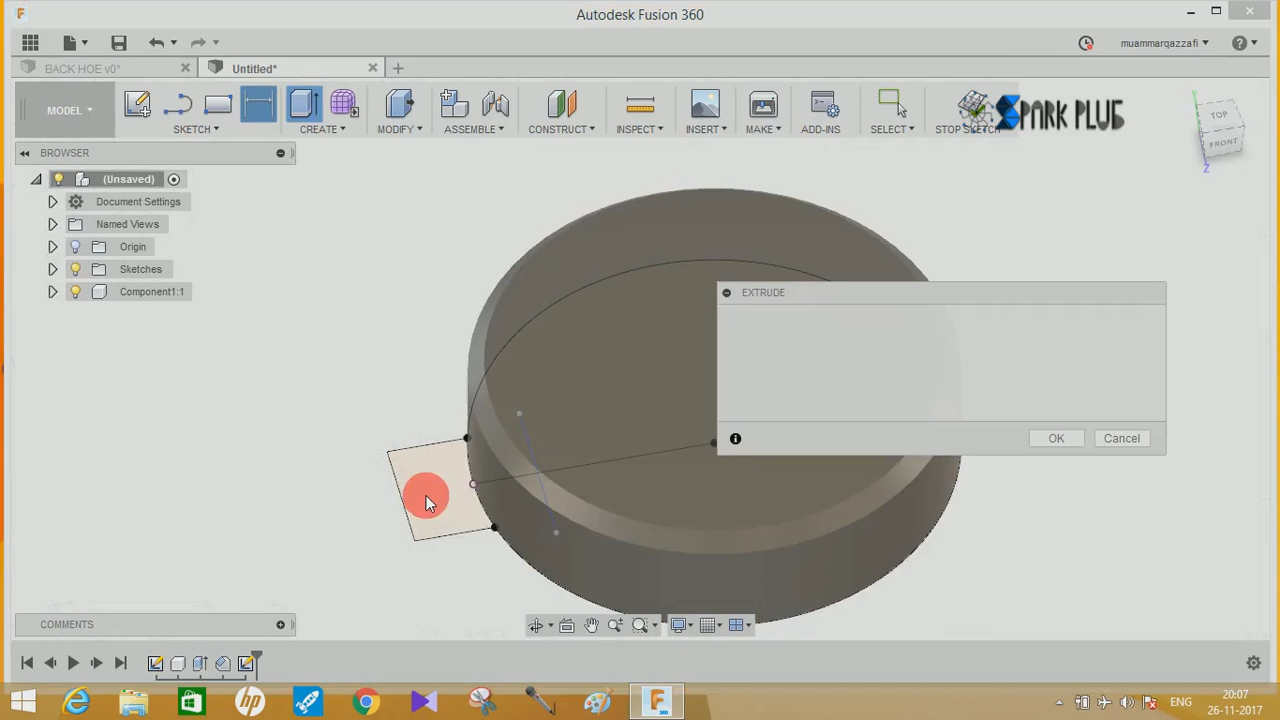 Autodesk Fusion 360
muammarqazzafi
BACK HOE v0*
Untitled*
MODEL
SKETCH
CREATE
MODIFY
ASSEMBLE
CONSTRUCT
INSPECT
INSERT
MAKE
ADD-INS
SELECT
STOP SKETCH
SPARK PLUG
TOP
FRONT
Z
BROWSER
(Unsaved)
Document Settings
Named Views
Origin
Sketches
Component1:1
EXTRUDE
OK
Cancel
COMMENTS
ENG
20:07
26-11-2017